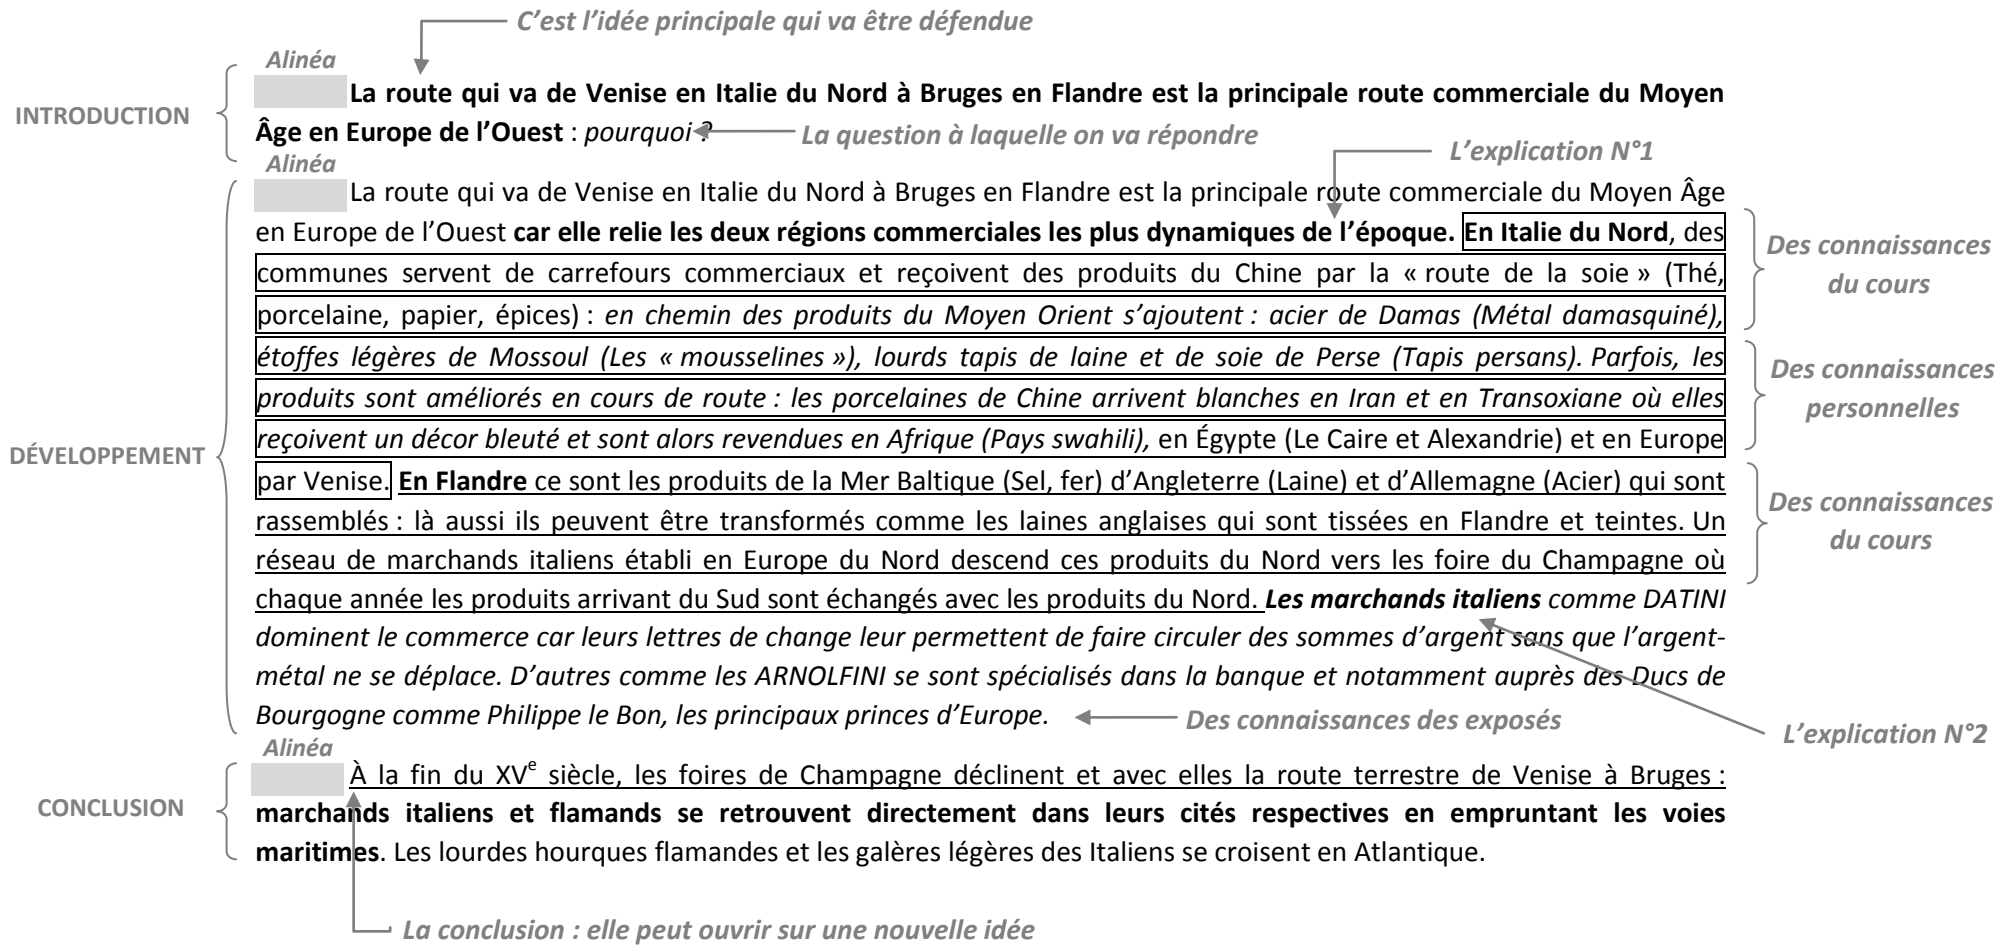 C'est l'idée principale qui va être défendue
Alinéa
INTRODUCTION
La route qui va de Venise en Italie du Nord à Bruges en Flandre est la principale route commerciale du Moyen
Âge en Europe de l'Ouest : pourquoi ?
La question à laquelle on va répondre
L'explication N°1
Alinéa
La route qui va de Venise en Italie du Nord à Bruges en Flandre est la principale route commerciale du Moyen Âge
en Europe de l'Ouest car elle relie les deux régions commerciales les plus dynamiques de l'époque. En Italie du Nord, des
communes servent de carrefours commerciaux et reçoivent des produits du Chine par la « route de la soie » (Thé,
porcelaine, papier, épices) : en chemin des produits du Moyen Orient s'ajoutent : acier de Damas (Métal damasquiné),
étoffes légères de Mossoul (Les « mousselines »), lourds tapis de laine et de soie de Perse (Tapis persans). Parfois, les
produits sont améliorés en cours de route : les porcelaines de Chine arrivent blanches en Iran et en Transoxiane où elles
reçoivent un décor bleuté et sont alors revendues en Afrique (Pays swahili), en Égypte (Le Caire et Alexandrie) et en Europe
par Venise. En Flandre ce sont les produits de la Mer Baltique (Sel, fer) d'Angleterre (Laine) et d'Allemagne (Acier) qui sont
rassemblés : là aussi ils peuvent être transformés comme les laines anglaises qui sont tissées en Flandre et teintes. Un
réseau de marchands italiens établi en Europe du Nord descend ces produits du Nord vers les foire du Champagne où
chaque année les produits arrivant du Sud sont échangés avec les produits du Nord. Les marchands italiens comme DATINI
dominent le commerce car leurs lettres de change leur permettent de faire circuler des sommes d'argent sans que l'argent-
métal ne se déplace. D'autres comme les ARNOLFINI se sont spécialisés dans la banque et notamment auprès des Ducs de
Bourgogne comme Philippe le Bon, les principaux princes d'Europe.
DÉVELOPPEMENT
Des connaissances
du cours
Des connaissances
personnelles
Des connaissances
du cours
Des connaissances des exposés
L'explication N°2
Alinéa
CONCLUSION
À la fin du XVe siècle, les foires de Champagne déclinent et avec elles la route terrestre de Venise à Bruges :
marchands italiens et flamands se retrouvent directement dans leurs cités respectives en empruntant les voies
maritimes. Les lourdes hourques flamandes et les galères légères des Italiens se croisent en Atlantique.
La conclusion : elle peut ouvrir sur une nouvelle idée